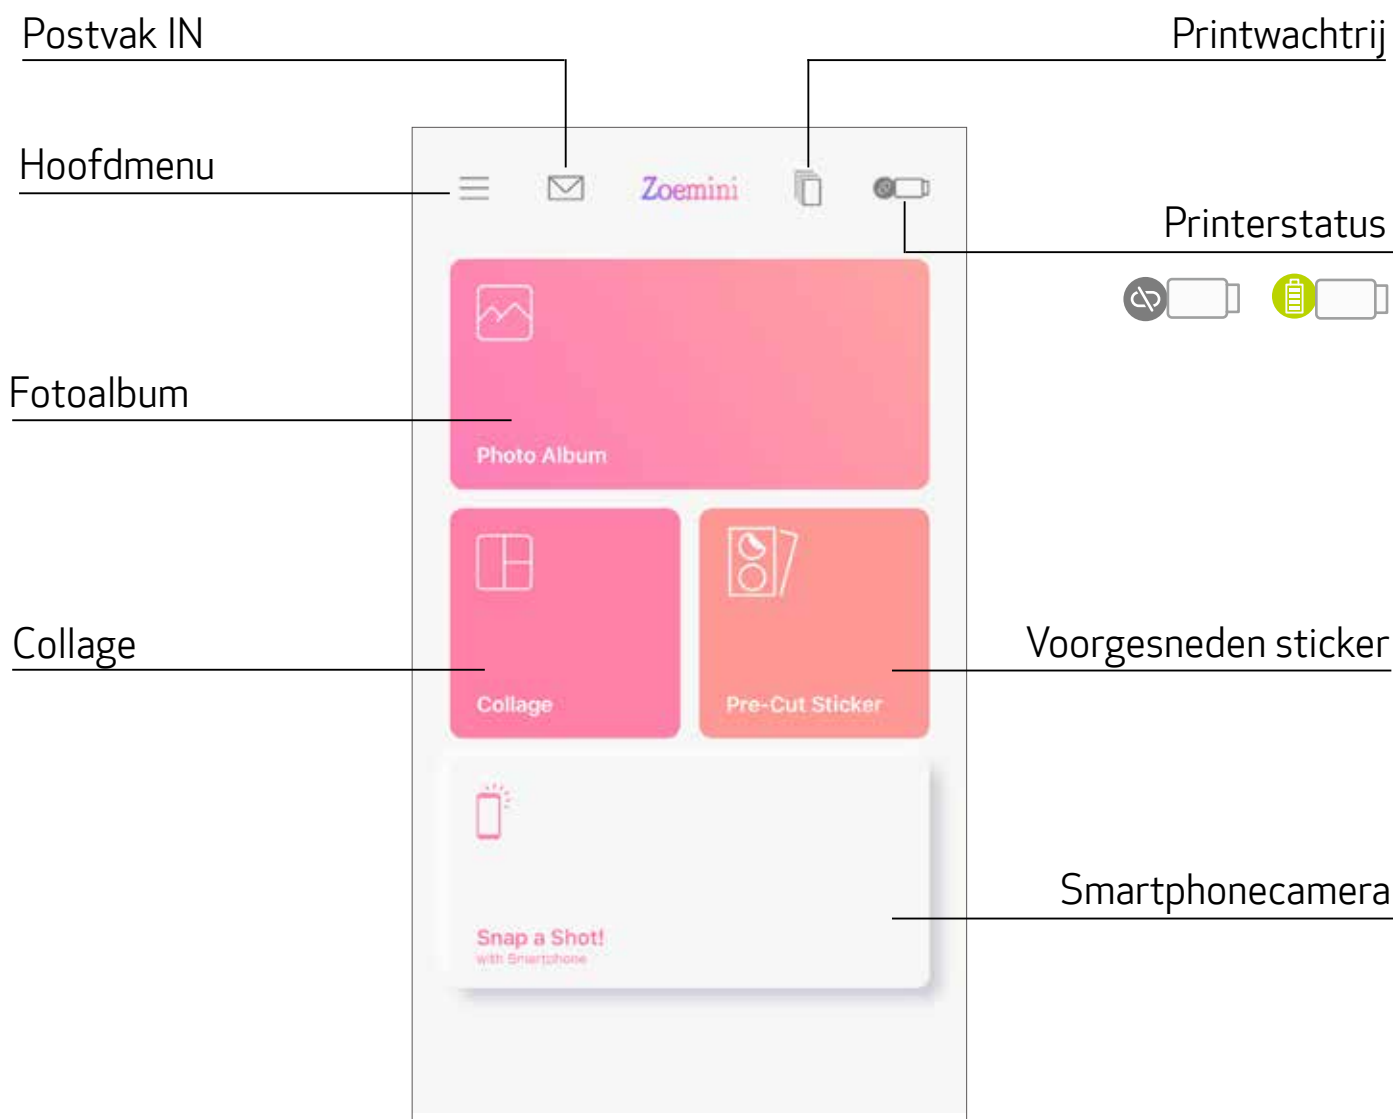 Postvak IN
Printwachtrij
Hoofdmenu
Zoemini
Printerstatus
Fotoalbum
Photo Album
Collage
Voorgesneden sticker
Collage
Pre-Cut Sticker
Smartphonecamera
Snap a Shot!
with Smartphone